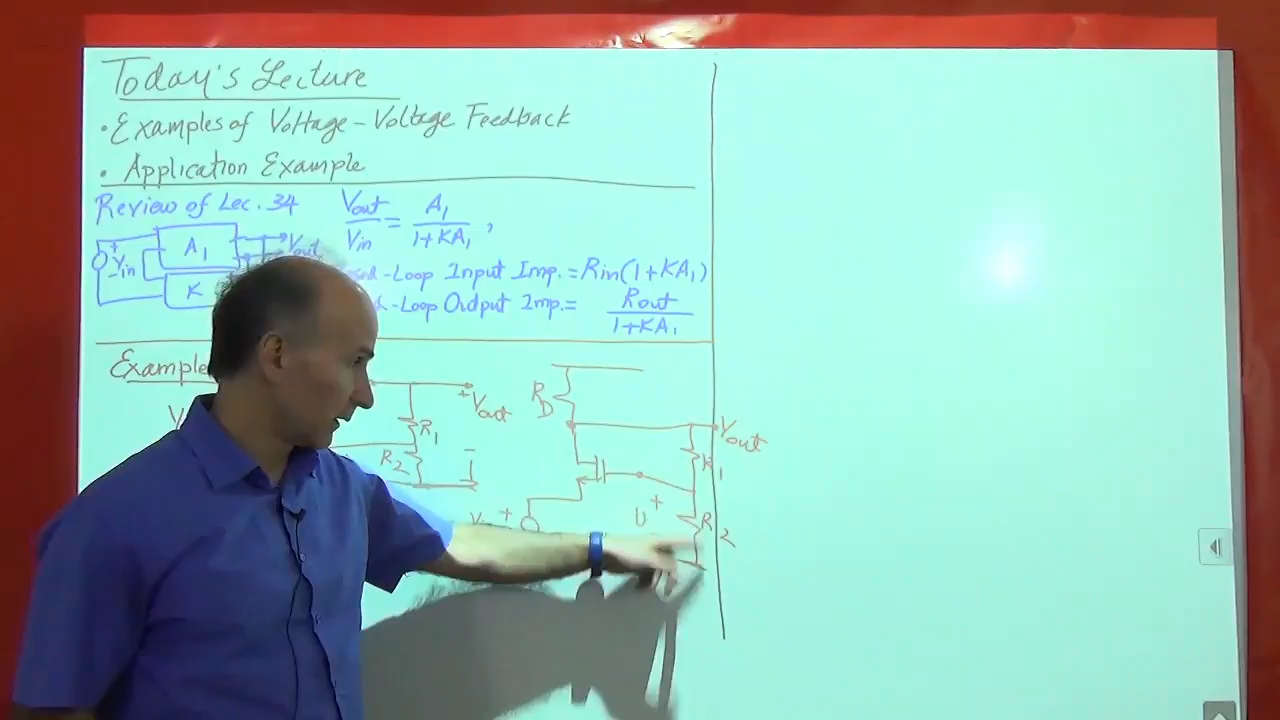 Today's Lecture
• Examples of Voltage-Voltage Feedback
• Application Example
Review of Lec. 34
Vout/Vin = A1/(1+KA1),
A1
+ Vin -
Vout
K
-Loop Input Imp. = Rin(1+KA1)
-Loop Output Imp. = Rout/(1+KA1)
Example
+ Vout
R1
R2
-
RD
Vout
R1
+
R2
+